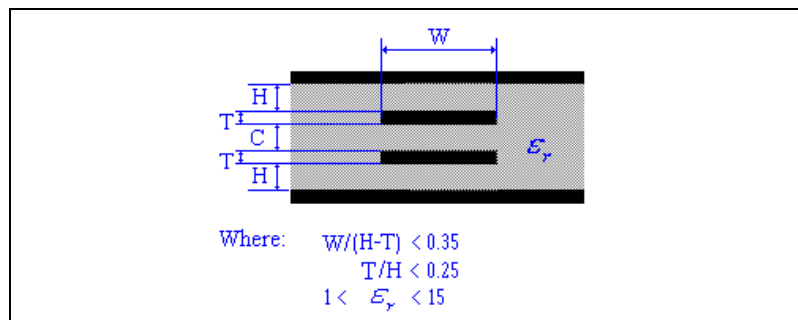 W
H
T
C
T
H
εᵣ
Where: W/(H-T) < 0.35
T/H < 0.25
1 < εᵣ < 15